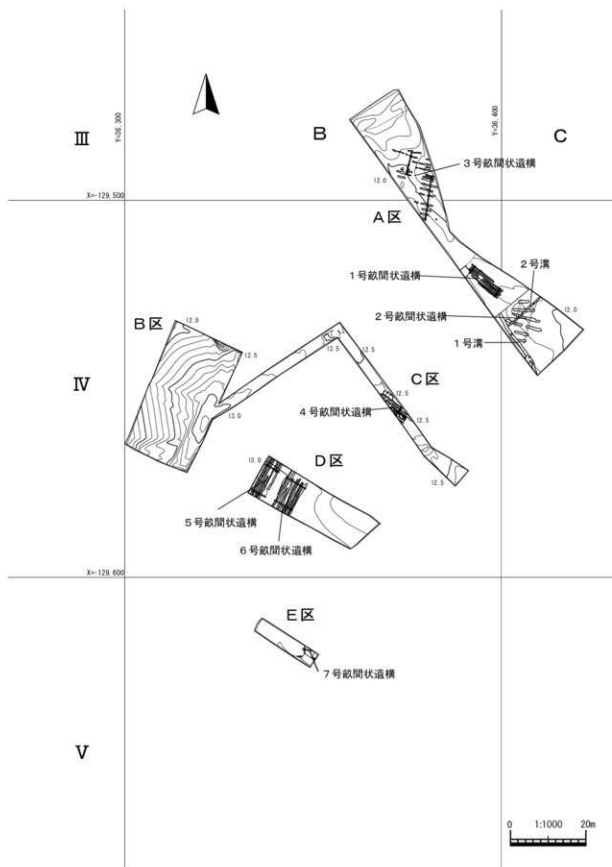 Y=36.300
Y=36.400
Ⅲ
B
C
12.0
3号畝間状遺構
X=-129.500
A区
2号溝
1号畝間状遺構
12.0
2号畝間状遺構
1号溝
B区
12.0
12.5
12.5
Ⅳ
C区
12.5
13.0
4号畝間状遺構
12.5
D区
13.0
12.5
5号畝間状遺構
6号畝間状遺構
X=-129.600
E区
7号畝間状遺構
Ⅴ
0
1:1000
20m